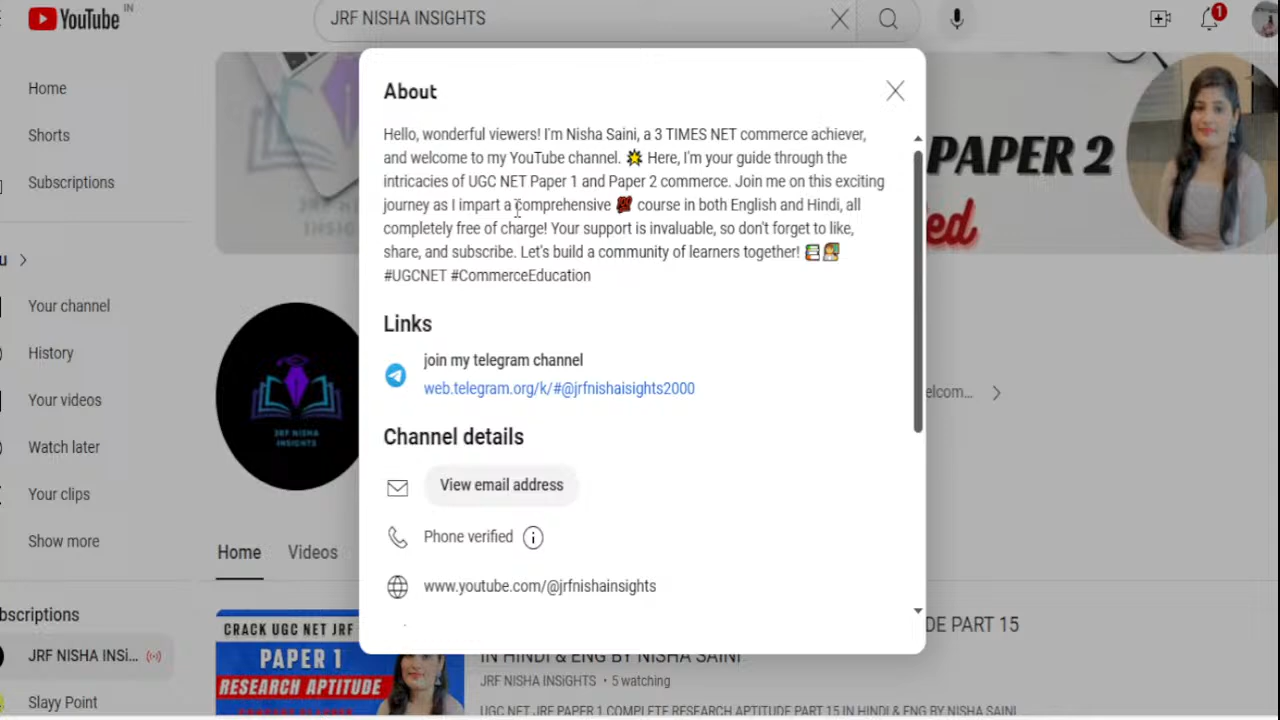 YouTube IN
JRF NISHA INSIGHTS
1
Home
Shorts
Subscriptions
Your channel
History
Your videos
Watch later
Your clips
Show more
bscriptions
JRF NISHA INSi...
Slayy Point
PAPER 2
ed
About
Hello, wonderful viewers! I'm Nisha Saini, a 3 TIMES NET commerce achiever,
and welcome to my YouTube channel. 🌟 Here, I'm your guide through the
intricacies of UGC NET Paper 1 and Paper 2 commerce. Join me on this exciting
journey as I impart a comprehensive 💯 course in both English and Hindi, all
completely free of charge! Your support is invaluable, so don't forget to like,
share, and subscribe. Let's build a community of learners together! 📚👩‍🏫
#UGCNET #CommerceEducation
Links
join my telegram channel
web.telegram.org/k/#@jrfnishaisights2000
Channel details
View email address
Phone verified
www.youtube.com/@jrfnishainsights
JRF NISHA
INSIGHTS
elcom...
Home Videos
CRACK UGC NET JRF
PAPER 1
RESEARCH APTITUDE
DE PART 15
IN HINDI & ENG BY NISHA SAINI
JRF NISHA INSIGHTS • 5 watching
UGC NET JRF PAPER 1 COMPLETE RESEARCH APTITUDE PART 15 IN HINDI & ENG BY NISHA SAINI